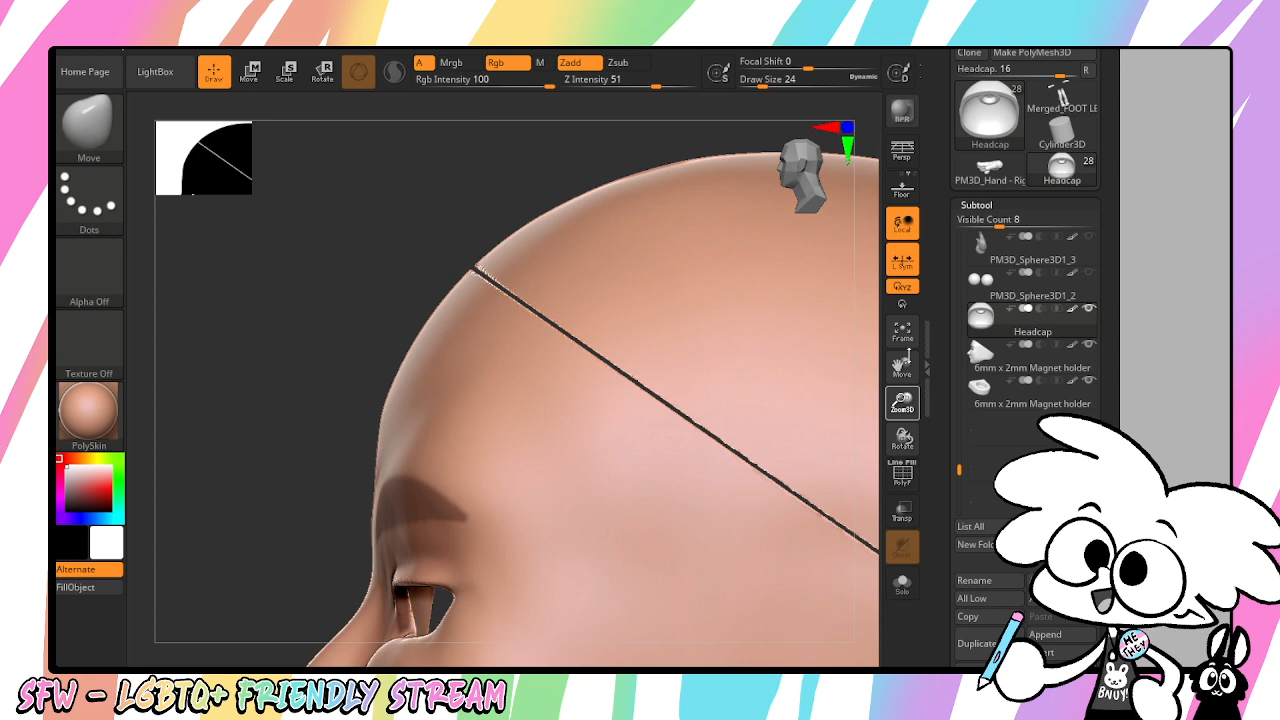 Home Page
LightBox
Draw
Move
Scale
Rotate
A
Mrgb
Rgb
M
Zadd
Zsub
Rgb Intensity 100
Z Intensity 51
S
Focal Shift 0
Draw Size 24
Dynamic
D
Clone
Make PolyMesh3D
Headcap. 16
R
28
Headcap
Merged_FOOT LE
Cylinder3D
PM3D_Hand - Rig
28
Headcap
Move
Dots
Alpha Off
Texture Off
PolySkin
Alternate
FillObject
BPR
Persp
Floor
Local
L.Sym
XYZ
Frame
Move
Zoom3D
Rotate
Line Fill
PolyF
Transp
Solo
Subtool
Visible Count 8
PM3D_Sphere3D1_3
PM3D_Sphere3D1_2
Headcap
6mm x 2mm Magnet holder
6mm x 2mm Magnet holder
List All
New Fol
Rename
All Low
Copy
Paste
Duplicate
Append
HE
THEY
BNUY!
SFW - LGBTQ+ FRIENDLY STREAM